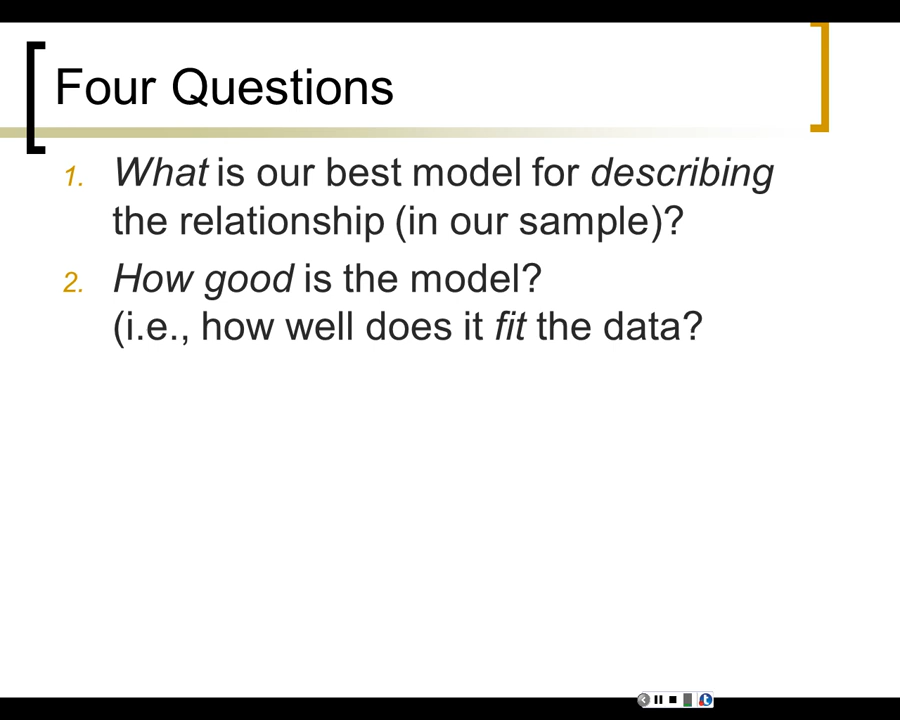 Four Questions
1. What is our best model for describing
the relationship (in our sample)?
2. How good is the model?
(i.e., how well does it fit the data?